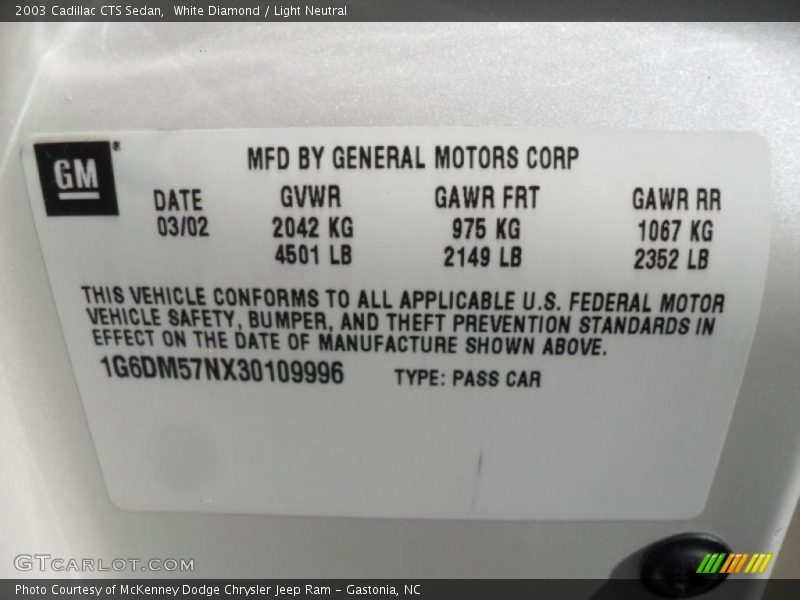 2003 Cadillac CTS Sedan,  White Diamond / Light Neutral
GM®
MFD BY GENERAL MOTORS CORP
DATE GVWR GAWR FRT GAWR RR
03/02 2042 KG 975 KG 1067 KG
4501 LB 2149 LB 2352 LB
THIS VEHICLE CONFORMS TO ALL APPLICABLE U.S. FEDERAL MOTOR
VEHICLE SAFETY, BUMPER, AND THEFT PREVENTION STANDARDS IN
EFFECT ON THE DATE OF MANUFACTURE SHOWN ABOVE.
1G6DM57NX30109996 TYPE: PASS CAR
GTCARLOT.COM
Photo Courtesy of McKenney Dodge Chrysler Jeep Ram - Gastonia, NC